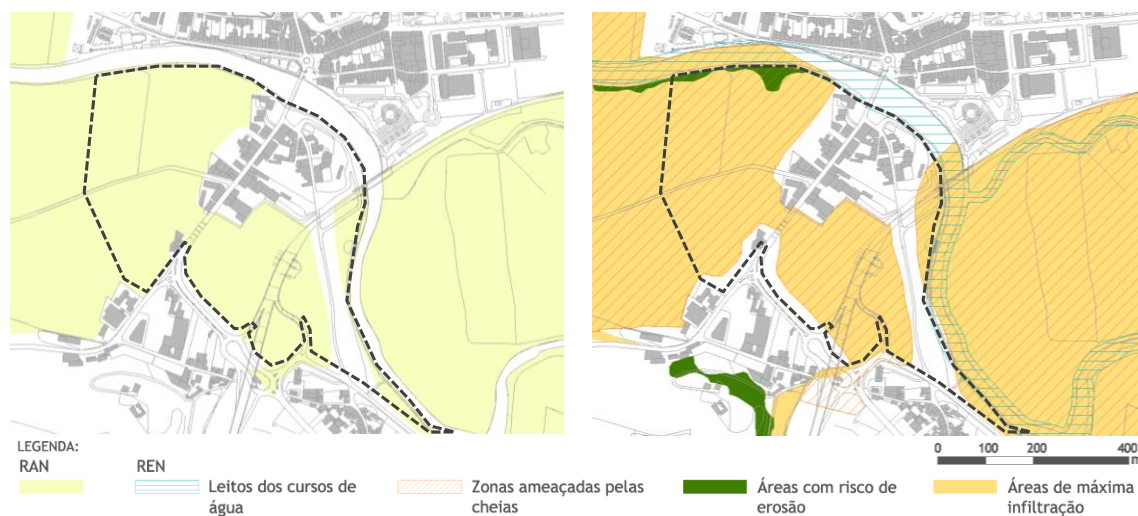 LEGENDA:
RAN
REN
Leitos dos cursos de
água
Zonas ameaçadas pelas
cheias
Áreas com risco de
erosão
Áreas de máxima
infiltração
0 100 200 400
m